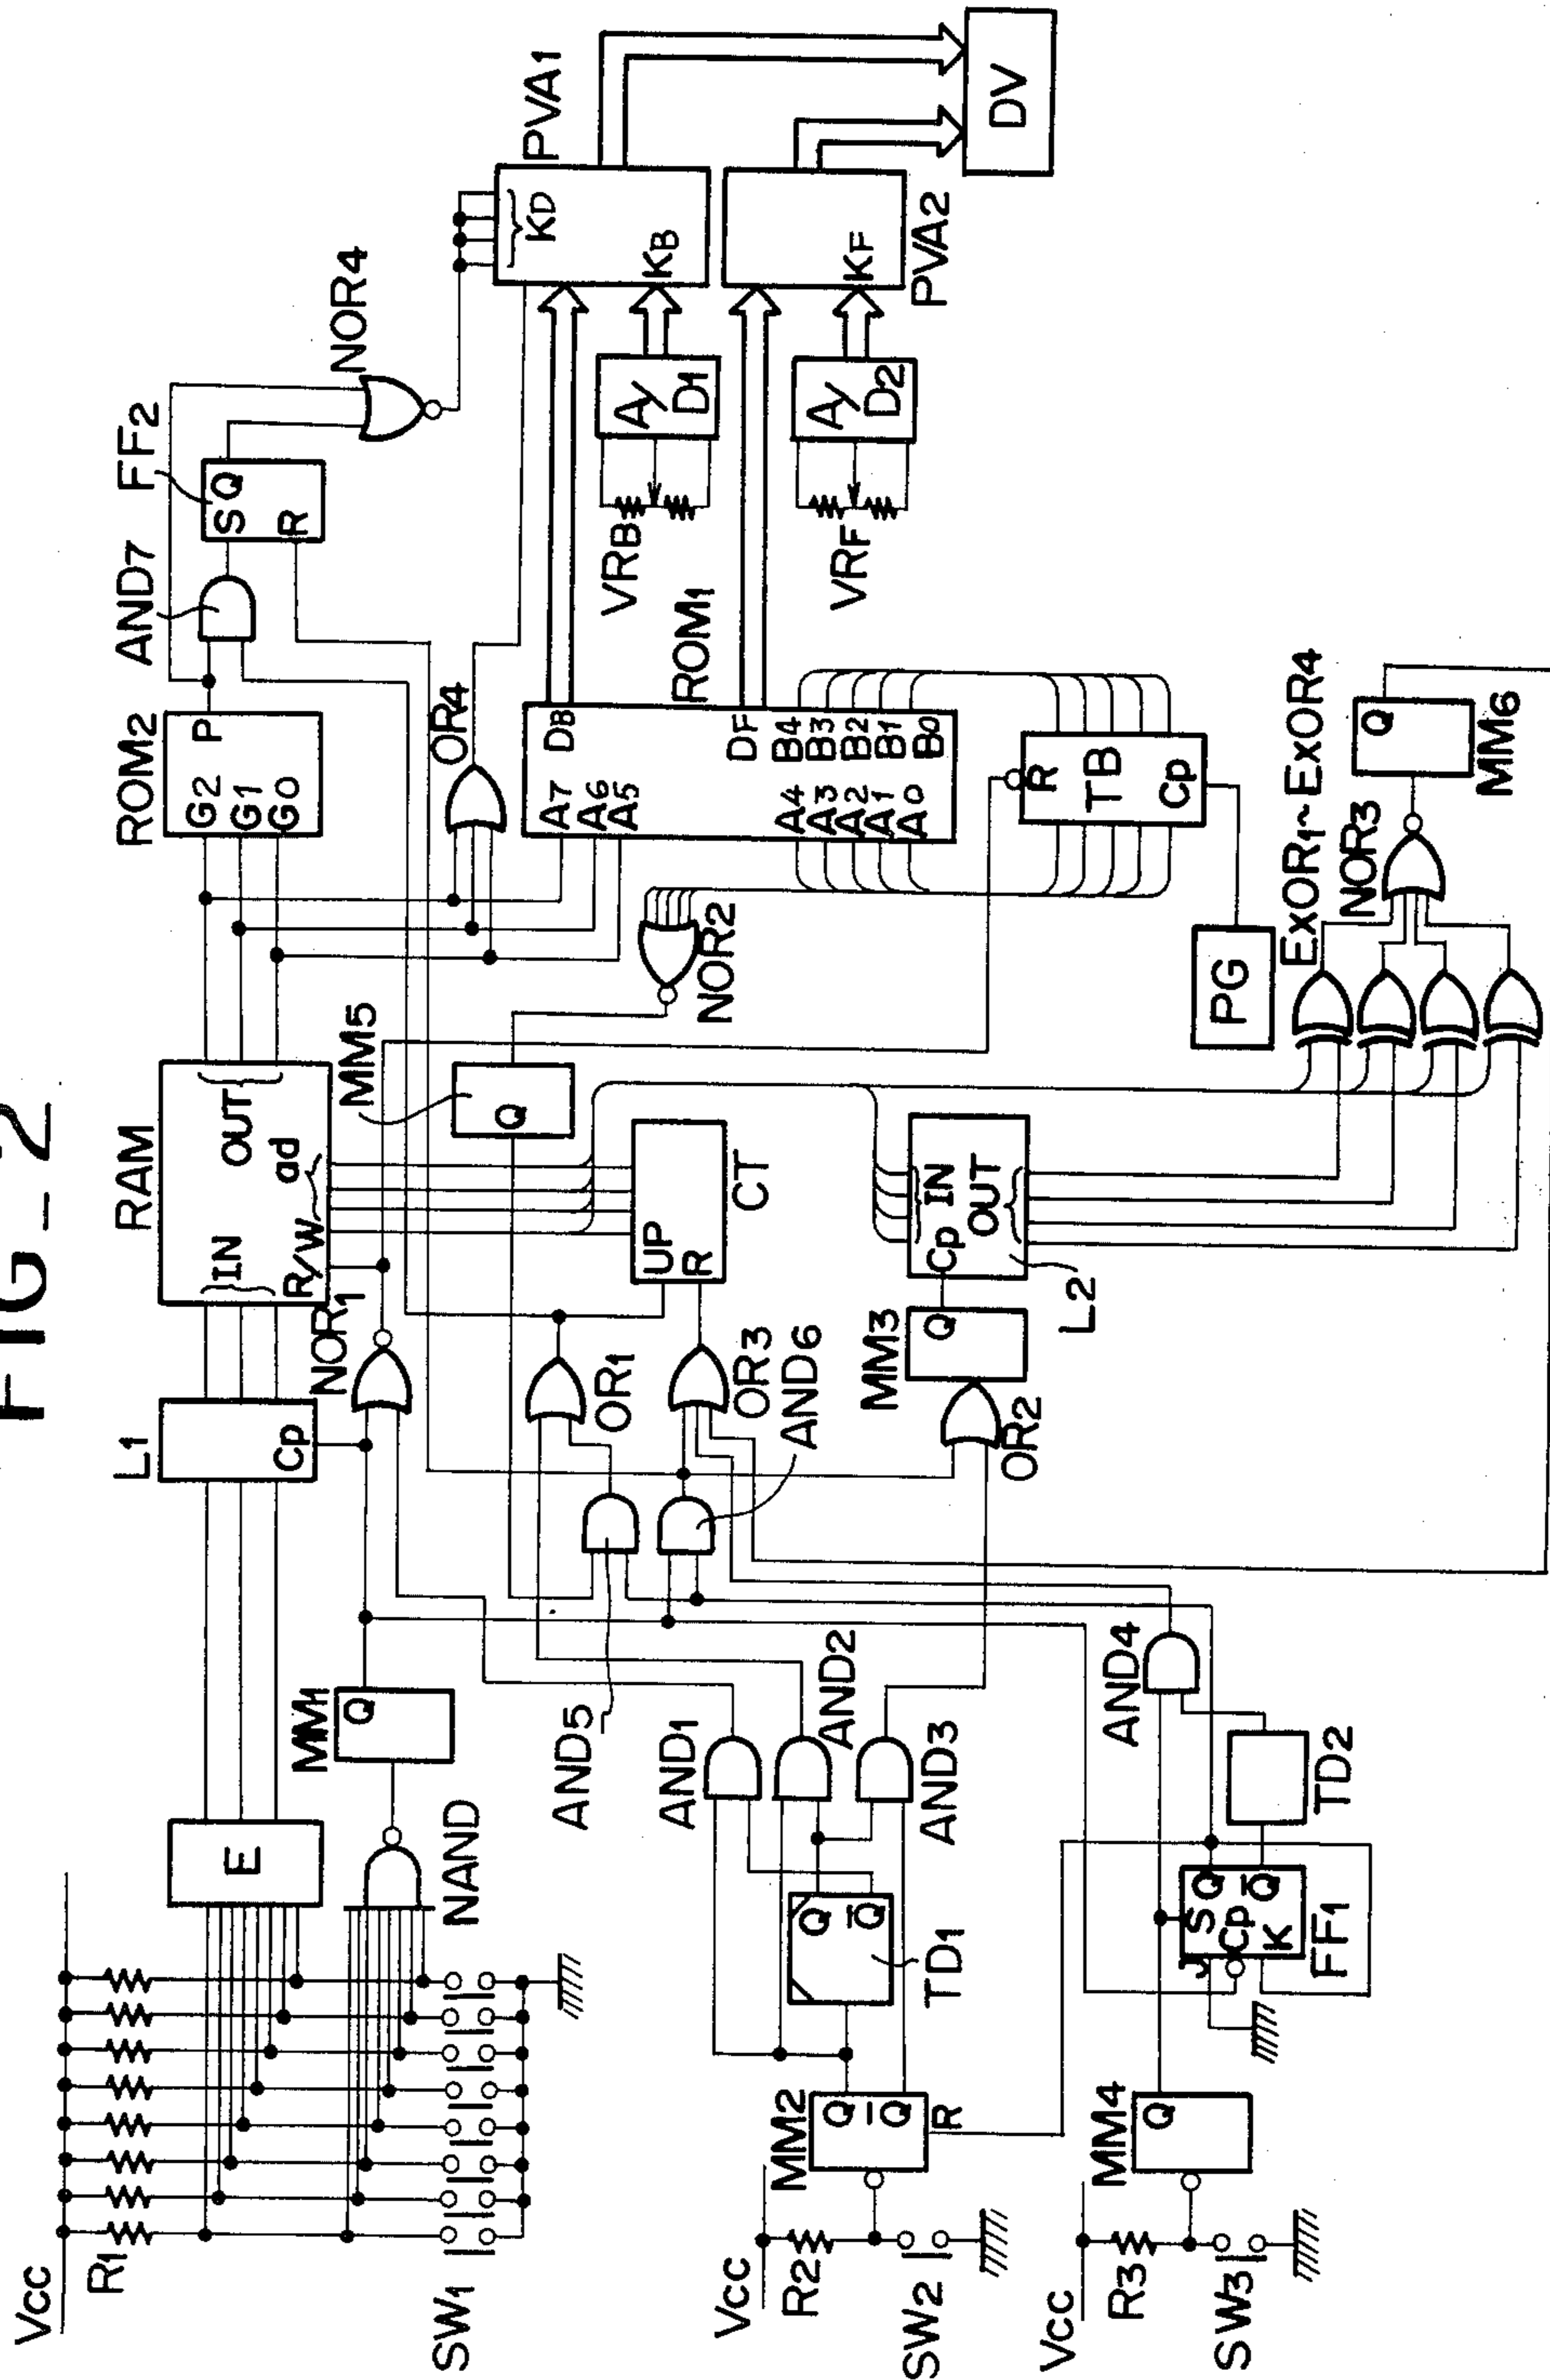 FIG_2
Vcc
R1
SW1
E
NAND
MM1
Q
L1
Cp
NOR1
RAM
IN
OUT
R/W
ad
ROM2
G2
G1
G0
P
AND7
FF2
S
Q
R
NOR4
PVA1
KD
KB
PVA2
KF
DV
A/D1
A/D2
VRB
VRF
ROM1
DB
DF
A7
A6
A5
A4
A3
A2
A1
A0
B4
B3
B2
B1
B0
OR4
NOR2
MM5
Q
CT
UP
R
OR1
OR3
AND6
AND5
TB
R
Cp
PG
ExOR1~ExOR4
NOR3
MM6
Q
L2
Cp
IN
OUT
MM3
Q
OR2
AND1
AND2
AND3
AND4
TD1
Q
Q
TD2
FF1
S
J
Cp
K
Q
Q
Vcc
R2
SW2
MM2
Q
Q
R
Vcc
R3
SW3
MM4
Q